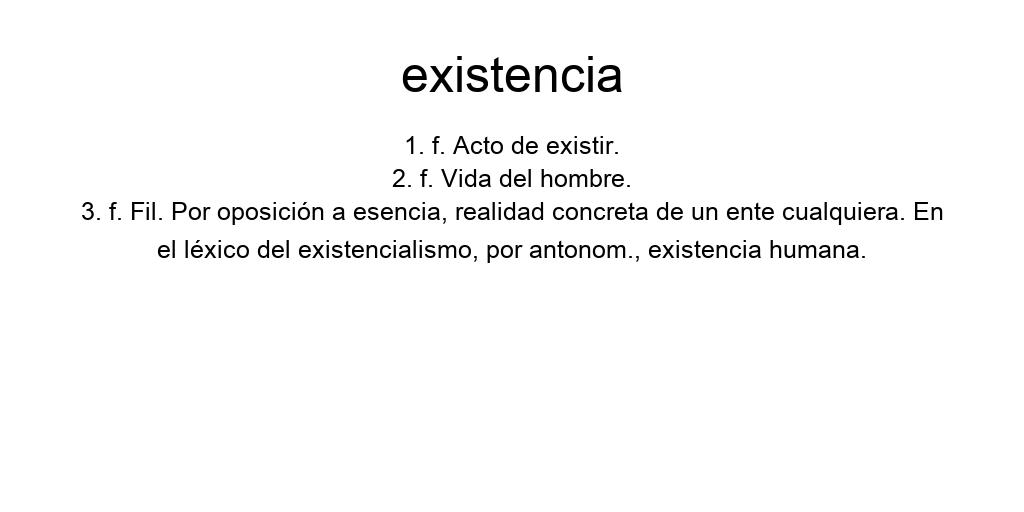 existencia
1. f. Acto de existir.
2. f. Vida del hombre.
3. f. Fil. Por oposición a esencia, realidad concreta de un ente cualquiera. En
el léxico del existencialismo, por antonom., existencia humana.